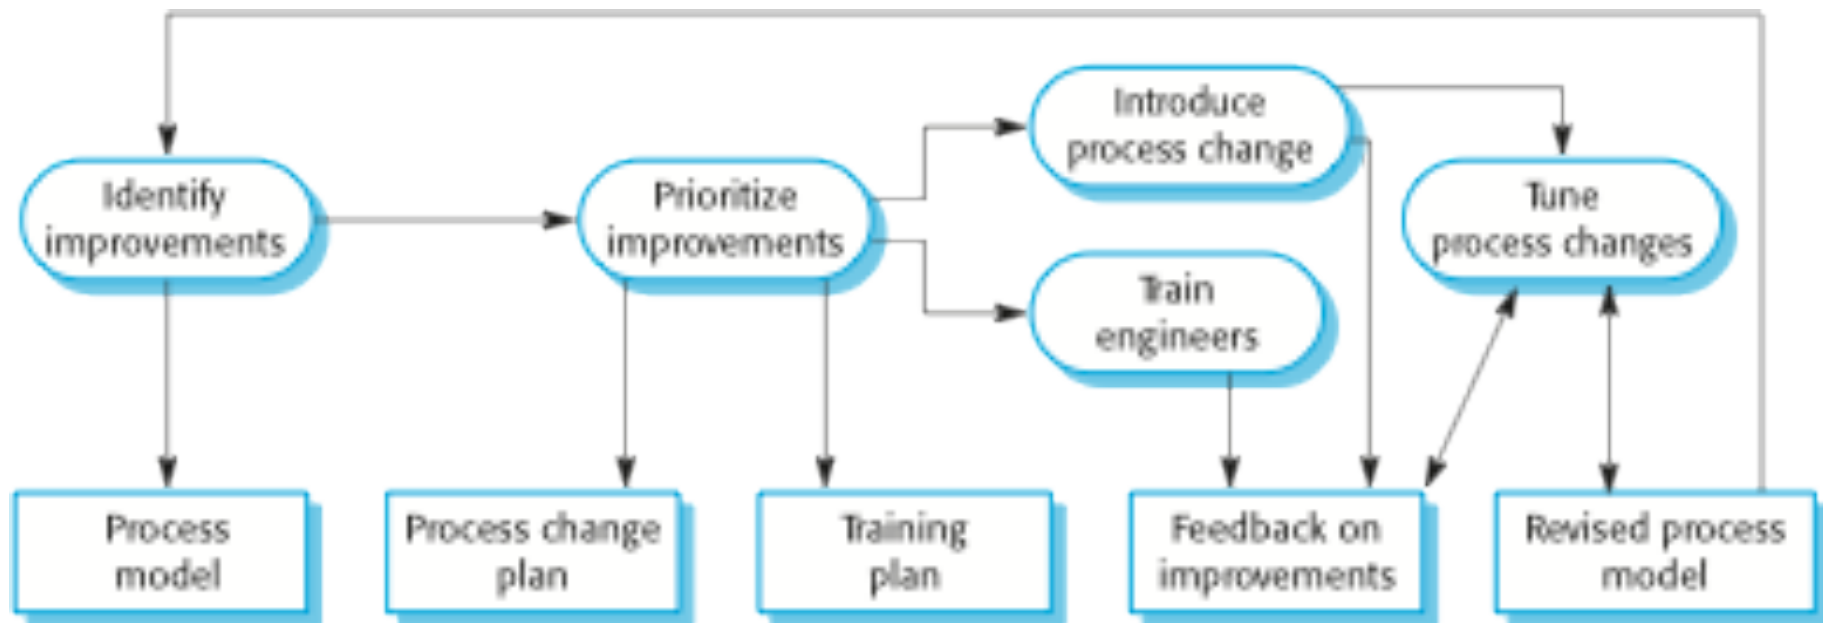 Introduce
process change
Identify
improvements
Prioritize
improvements
Tune
process changes
Train
engineers
Process
model
Process change
plan
Training
plan
Feedback on
improvements
Revised process
model